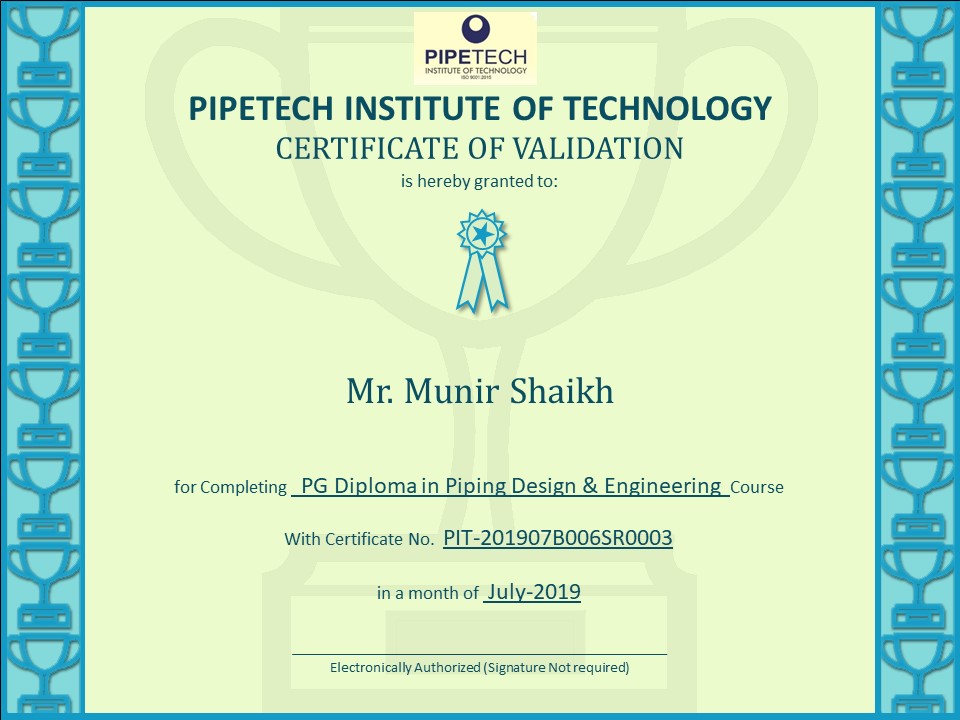 PIPETECH
INSTITUTE OF TECHNOLOGY
ISO 9001:2015
PIPETECH INSTITUTE OF TECHNOLOGY
CERTIFICATE OF VALIDATION
is hereby granted to:
Mr. Munir Shaikh
for Completing PG Diploma in Piping Design & Engineering Course
With Certificate No. PIT-201907B006SR0003
in a month of July-2019
Electronically Authorized (Signature Not required)